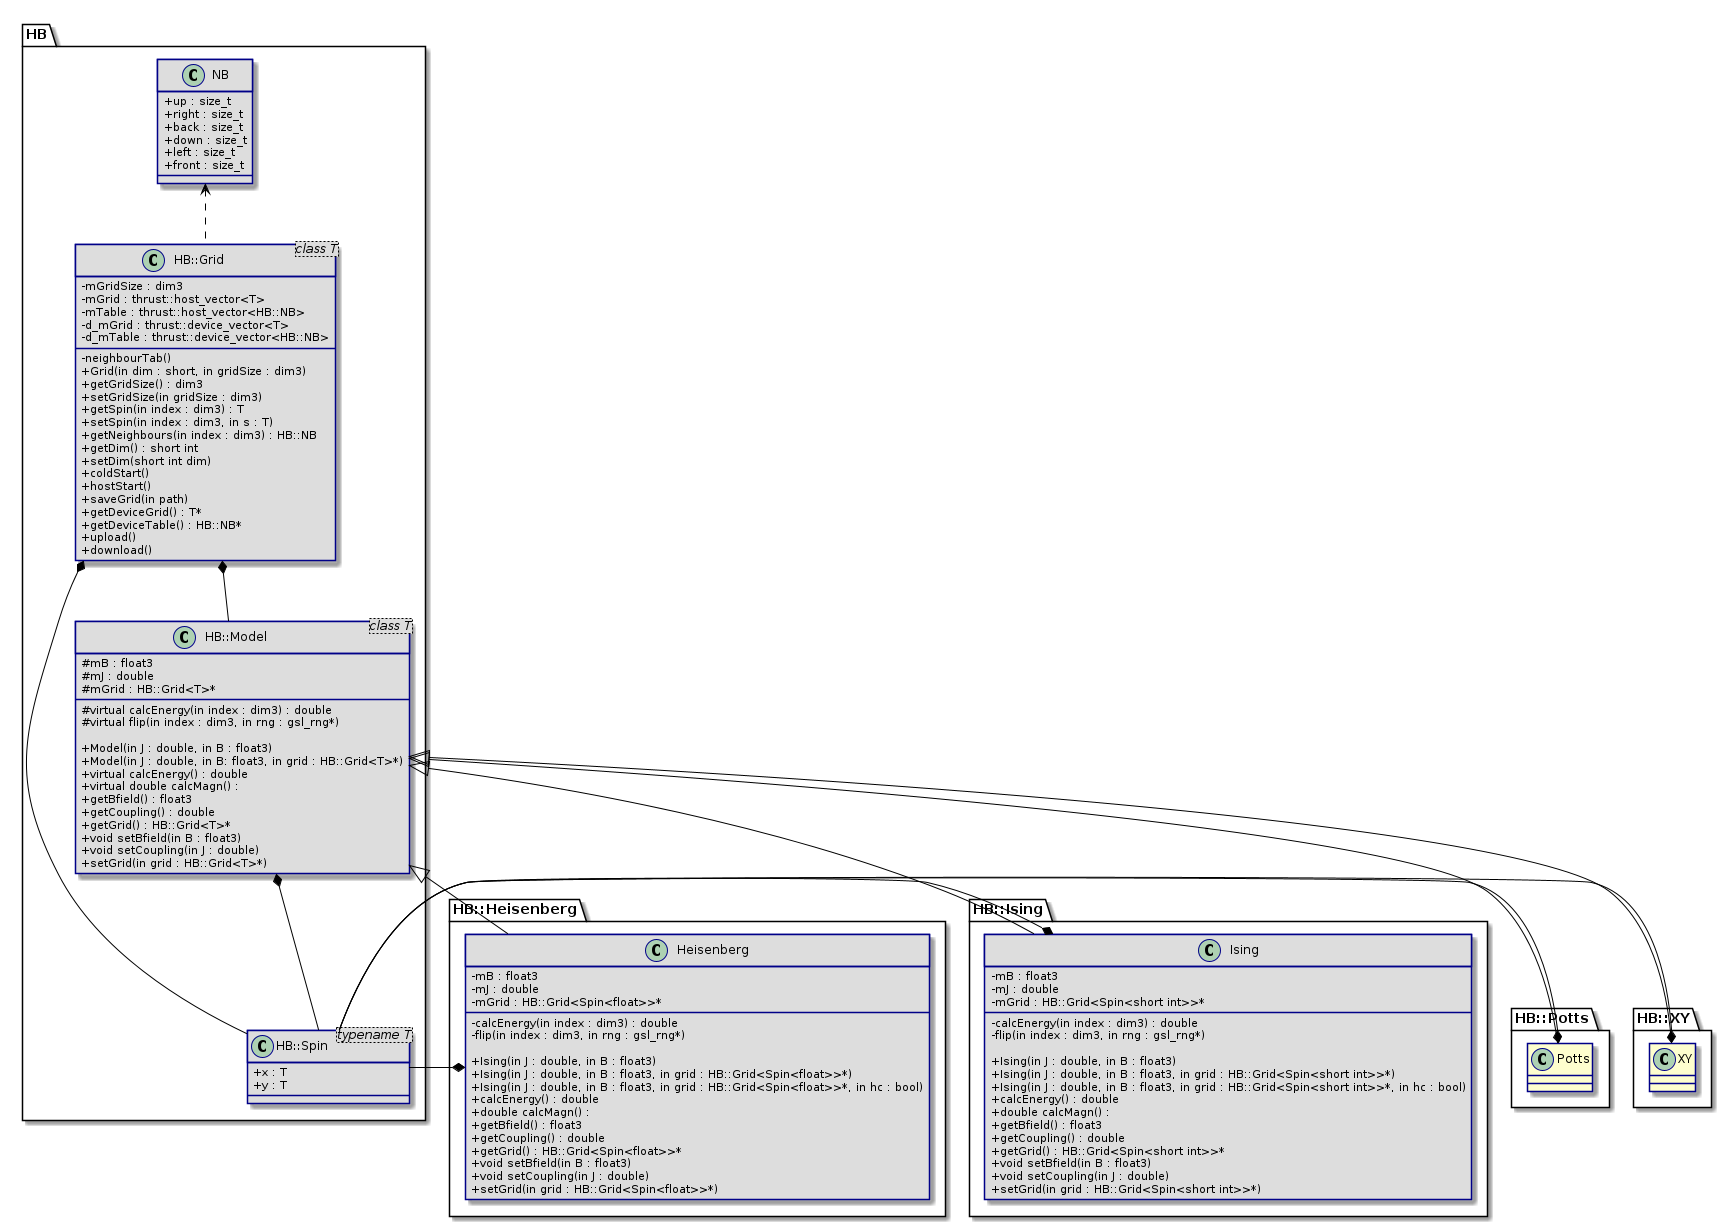 HB
C NB
+up : size_t
+right : size_t
+back : size_t
+down : size_t
+left : size_t
+front : size_t
class T
C HB::Grid
-mGridSize : dim3
-mGrid : thrust::host_vector<T>
-mTable : thrust::host_vector<HB::NB>
-d_mGrid : thrust::device_vector<T>
-d_mTable : thrust::device_vector<HB::NB>
-neighbourTab()
+Grid(in dim : short, in gridSize : dim3)
+getGridSize() : dim3
+setGridSize(in gridSize : dim3)
+getSpin(in index : dim3) : T
+setSpin(in index : dim3, in s : T)
+getNeighbours(in index : dim3) : HB::NB
+getDim() : short int
+setDim(short int dim)
+coldStart()
+hostStart()
+saveGrid(in path)
+getDeviceGrid() : T*
+getDeviceTable() : HB::NB*
+upload()
+download()
class T
C HB::Model
#mB : float3
#mJ : double
#mGrid : HB::Grid<T>*
#virtual calcEnergy(in index : dim3) : double
#virtual flip(in index : dim3, in rng : gsl_rng*)
+Model(in J : double, in B : float3)
+Model(in J : double, in B: float3, in grid : HB::Grid<T>*)
+virtual calcEnergy() : double
+virtual double calcMagn() :
+getBfield() : float3
+getCoupling() : double
+getGrid() : HB::Grid<T>*
+void setBfield(in B : float3)
+void setCoupling(in J : double)
+setGrid(in grid : HB::Grid<T>*)
typename T
C HB::Spin
+x : T
+y : T
HB::Heisenberg
C Heisenberg
-mB : float3
-mJ : double
-mGrid : HB::Grid<Spin<float>>*
-calcEnergy(in index : dim3) : double
-flip(in index : dim3, in rng : gsl_rng*)
+Ising(in J : double, in B : float3)
+Ising(in J : double, in B : float3, in grid : HB::Grid<Spin<float>>*)
+Ising(in J : double, in B : float3, in grid : HB::Grid<Spin<float>>*, in hc : bool)
+calcEnergy() : double
+double calcMagn() :
+getBfield() : float3
+getCoupling() : double
+getGrid() : HB::Grid<Spin<float>>*
+void setBfield(in B : float3)
+void setCoupling(in J : double)
+setGrid(in grid : HB::Grid<Spin<float>>*)
HB::Ising
C Ising
-mB : float3
-mJ : double
-mGrid : HB::Grid<Spin<short int>>*
-calcEnergy(in index : dim3) : double
-flip(in index : dim3, in rng : gsl_rng*)
+Ising(in J : double, in B : float3)
+Ising(in J : double, in B : float3, in grid : HB::Grid<Spin<short int>>*)
+Ising(in J : double, in B : float3, in grid : HB::Grid<Spin<short int>>*, in hc : bool)
+calcEnergy() : double
+double calcMagn() :
+getBfield() : float3
+getCoupling() : double
+getGrid() : HB::Grid<Spin<short int>>*
+void setBfield(in B : float3)
+void setCoupling(in J : double)
+setGrid(in grid : HB::Grid<Spin<short int>>*)
HB::Potts
C Potts
HB::XY
C XY